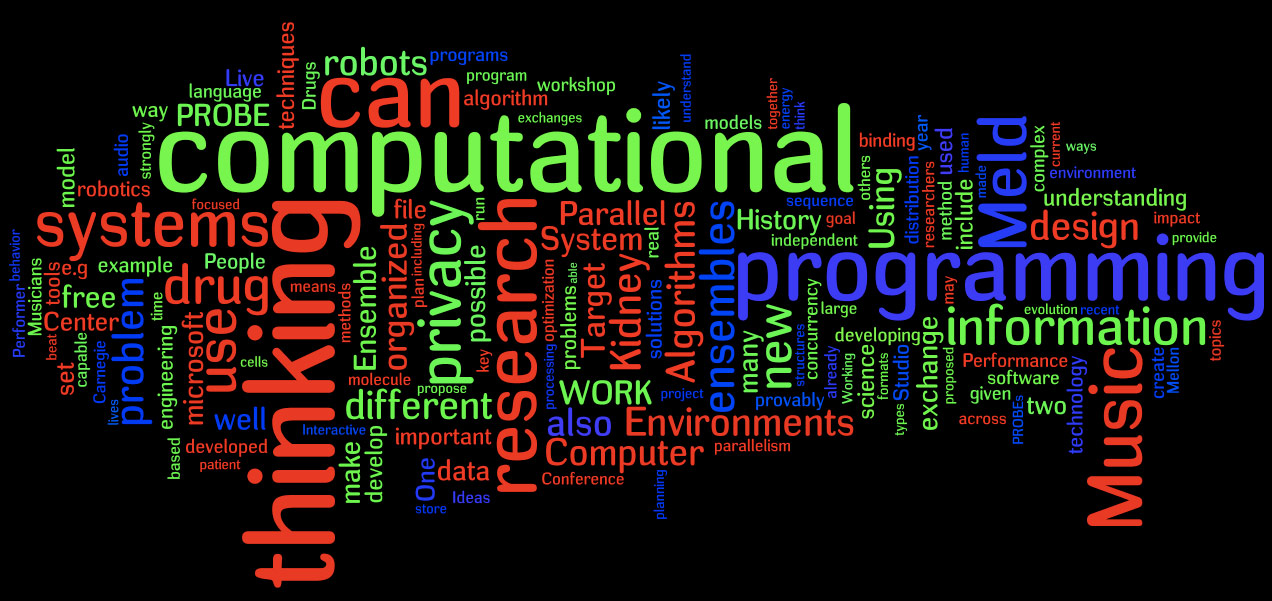 techniques
robots
programs
Live
language
Drugs
can
program
algorithm
workshop
exchanges
likely
understand
way
PROBE
computational
models
together
energy
think
audio
strongly
model
robotics
binding
year
others
sequence
Using
distribution
researchers
method
used
human
include
made
Meld
complex
current
ways
environment
understanding
systems
focused
thinking
file
organized
including
plan
privacy
run
possible
research
Parallel
System
real
Algorithms
ensembles
History
goal
independent
design
impact
provide
programming
behavior
Performer
Musicians
tools
e.g
example
People
free
Center
beat
set
capable
Carnegie
lives
problem
time
engineering
drug
microsoft
use
means
methods
cells
Ensemble
molecule
propose
key
optimization
able
processing
problems
Target
Kidney
solutions
project
many
new
concurrency
structures
large
developing
already
Working
science
formats
Studio
types
exchange
proposed
may
information
evolution
recent
topics
Performance
software
given
two
across
PROBEs
technology
Music
create
Mellon
well
based
developed
patient
Interactive
different
important
make
develop
One
data
Ideas
store
WORK
also
Environments
Computer
parallelism
Conference
planning
provably